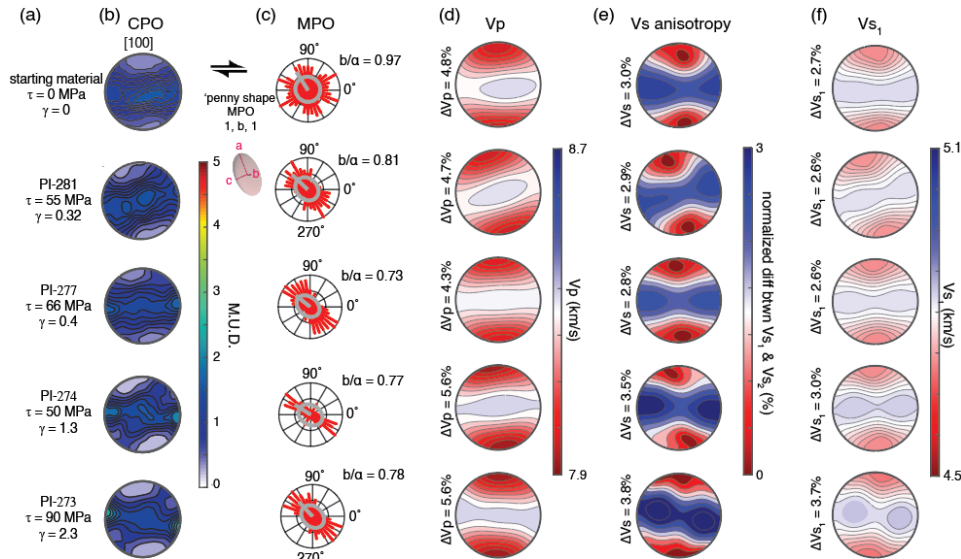 (a)
(b)
(c)
(d)
(e)
(f)
CPO
MPO
Vp
Vs anisotropy
Vs₁
[100]
starting material
τ = 0 MPa
γ = 0
'penny shape'
MPO
1, b, 1
a
b
c
90°
0°
b/α = 0.97
ΔVp = 4.8%
ΔVs = 3.0%
ΔVs₁ = 2.7%
PI-281
τ = 55 MPa
γ = 0.32
90°
0°
270°
b/α = 0.81
ΔVp = 4.7%
ΔVs = 2.9%
ΔVs₁ = 2.6%
PI-277
τ = 66 MPa
γ = 0.4
90°
0°
b/α = 0.73
ΔVp = 4.3%
ΔVs = 2.8%
ΔVs₁ = 2.6%
PI-274
τ = 50 MPa
γ = 1.3
90°
0°
b/α = 0.77
ΔVp = 5.6%
ΔVs = 3.5%
ΔVs₁ = 3.0%
PI-273
τ = 90 MPa
γ = 2.3
90°
0°
270°
b/α = 0.78
ΔVp = 5.6%
ΔVs = 3.8%
ΔVs₁ = 3.7%
5
4
3
2
1
0
M.U.D.
8.7
Vp (km/s)
7.9
3
normalized diff btwn Vs₁ & Vs₂ (%)
0
5.1
Vs₁ (km/s)
4.5